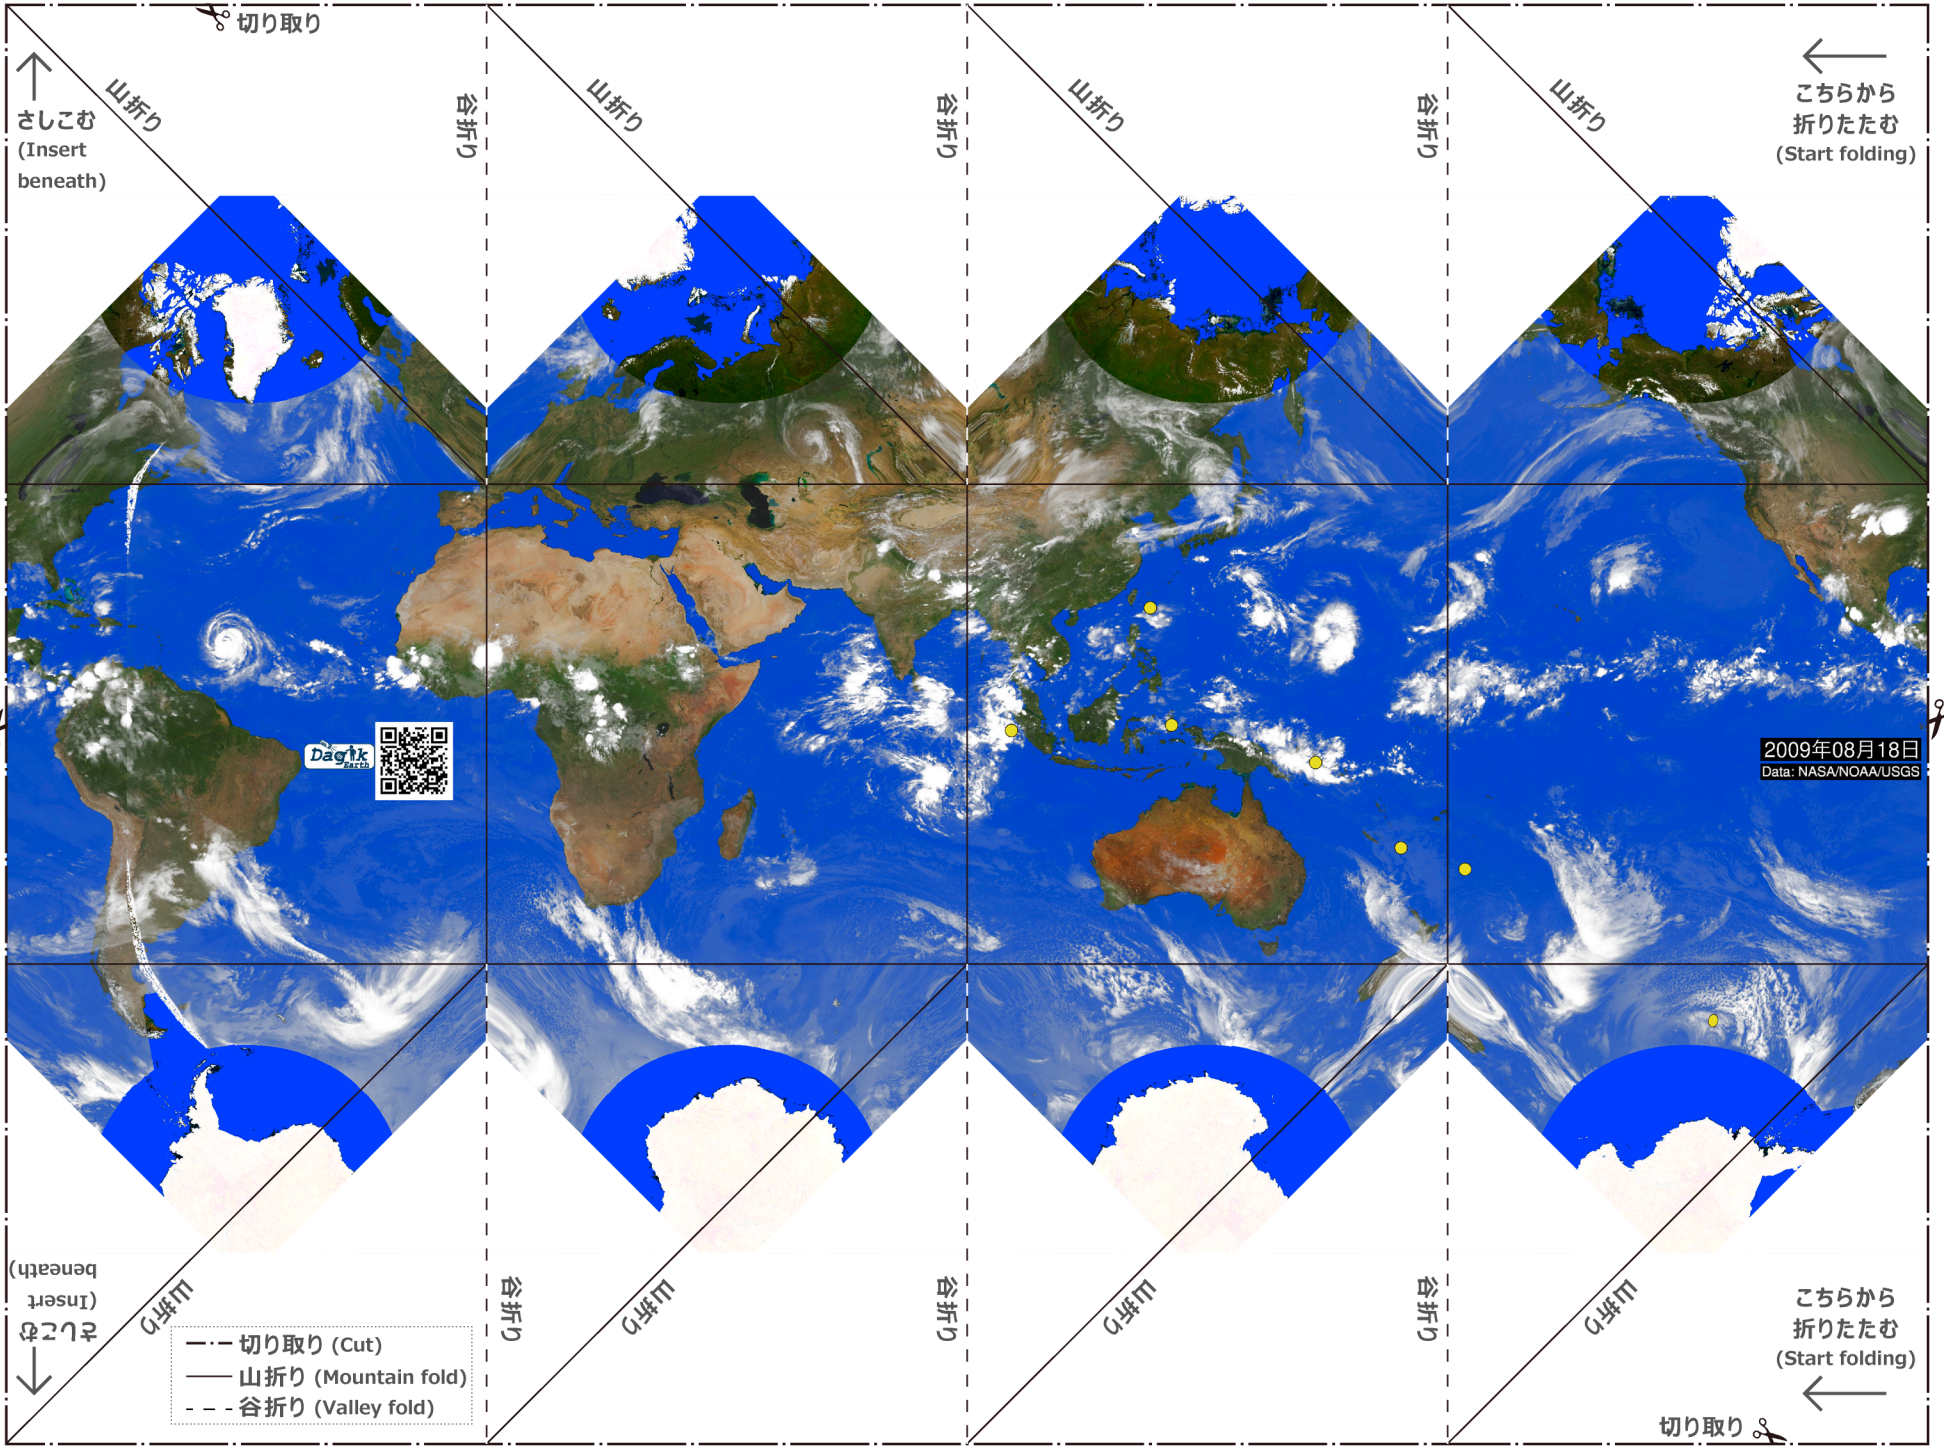 切り取り
山折り
谷折り
山折り
谷折り
山折り
谷折り
山折り
さしこむ
(Insert
beneath)
こちらから
折りたたむ
(Start folding)
Dagik
Earth
2009年08月18日
Data: NASA/NOAA/USGS
さしこむ
(Insert
beneath)
山折り
谷折り
山折り
谷折り
山折り
谷折り
山折り
こちらから
折りたたむ
(Start folding)
切り取り (Cut)
山折り (Mountain fold)
谷折り (Valley fold)
切り取り